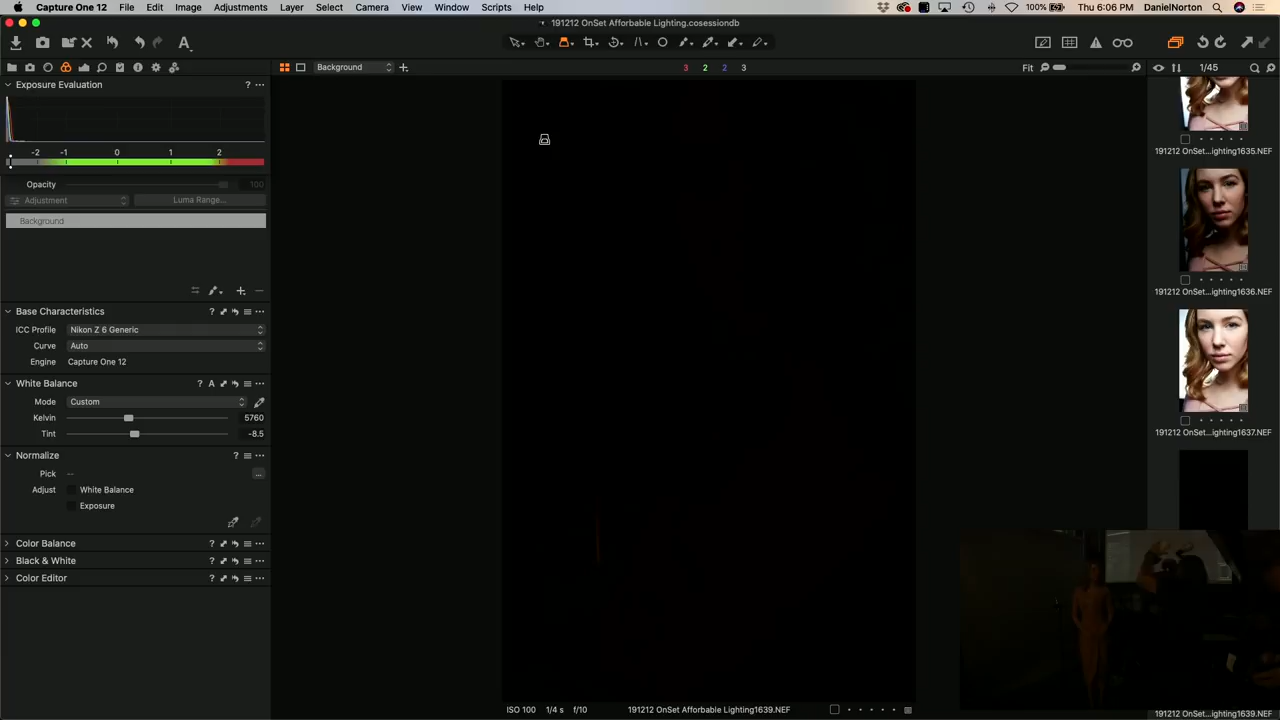 Capture One 12 File Edit Image Adjustments Layer Select Camera View Window Scripts Help 100% Thu 6:06 PM DanielNorton
191212 OnSet Afforbable Lighting.cosessiondb
Background 3 2 2 3 Fit 1/45
Exposure Evaluation ? ...
-2 -1 0 1 2
Opacity 100
Adjustment Luma Range...
Background
Base Characteristics ?
ICC Profile Nikon Z 6 Generic
Curve Auto
Engine Capture One 12
White Balance ? A
Mode Custom
Kelvin 5760
Tint -8.5
Normalize ?
Pick --
Adjust White Balance
Exposure
Color Balance ?
Black & White ?
Color Editor ?
191212 OnSet...ighting1635.NEF
191212 OnSet...ighting1636.NEF
191212 OnSet...ighting1637.NEF
191212 OnSet...ighting1639.NEF
ISO 100 1/4 s f/10 191212 OnSet Afforbable Lighting1639.NEF